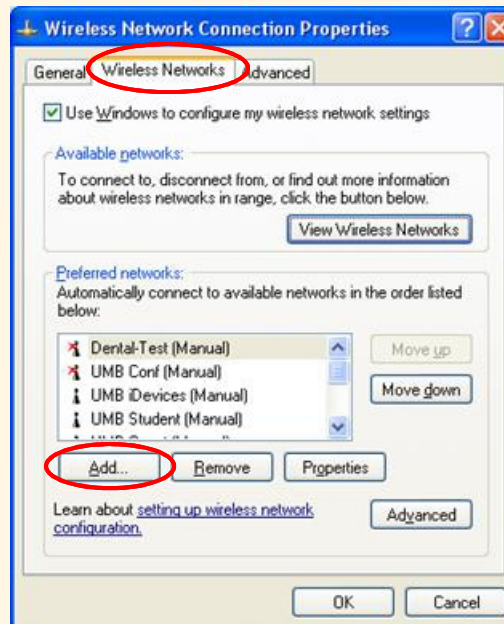 Wireless Network Connection Properties
General Wireless Networks Advanced
Use Windows to configure my wireless network settings
Available networks:
To connect to, disconnect from, or find out more information
about wireless networks in range, click the button below.
View Wireless Networks
Preferred networks:
Automatically connect to available networks in the order listed
below:
Dental-Test (Manual)
UMB Conf (Manual)
UMB iDevices (Manual)
UMB Student (Manual)
Move up
Move down
Add... Remove Properties
Learn about setting up wireless network
configuration.
Advanced
OK Cancel